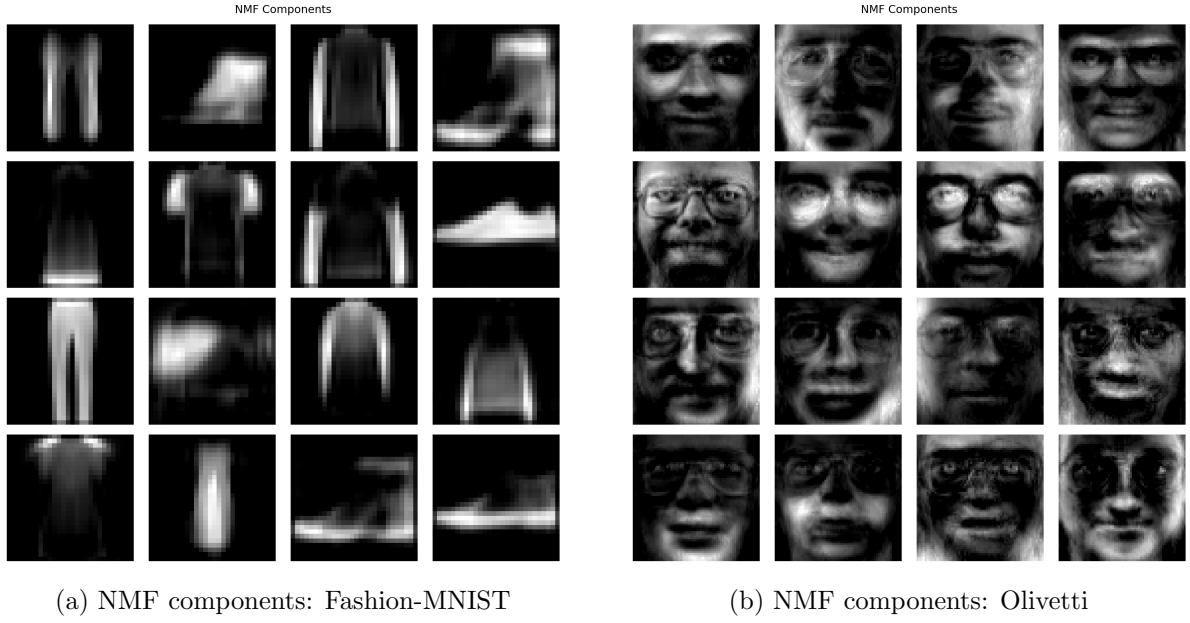 NMF Components
NMF Components
(a) NMF components: Fashion-MNIST
(b) NMF components: Olivetti